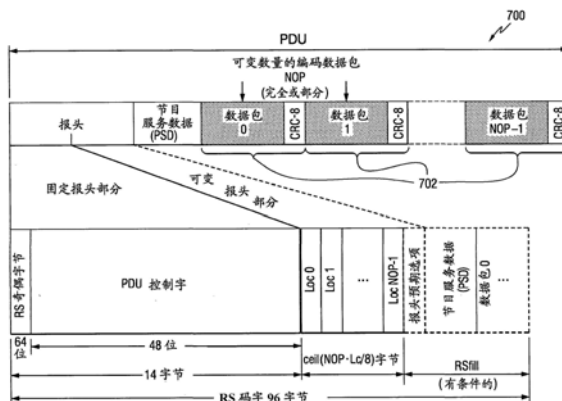 700
PDU
可变数量的编码数据包
NOP
(完全或部分)
报头
节目
服务数据
(PSD)
数据包
0
CRC-8
数据包
1
CRC-8
数据包
NOP-1
CRC-8
702
固定报头部分
可变
报头
部分
RS奇偶字节
PDU 控制字
Loc 0
Loc 1
...
Loc NOP-1
报头预期选项
节目服务数据
(PSD)
数据包0
...
64位
48位
14字节
ceil(NOP·Lc/8)字节
RSfill
(有条件的)
RS 码字 96 字节